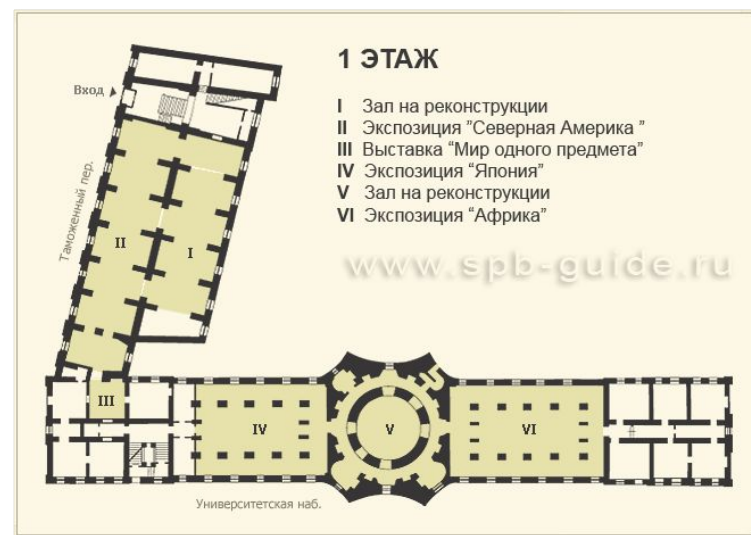 1 ЭТАЖ
I Зал на реконструкции
II Экспозиция "Северная Америка "
III Выставка "Мир одного предмета"
IV Экспозиция "Япония"
V Зал на реконструкции
VI Экспозиция "Африка"
www.spb-guide.ru
Вход
Таможенный пер.
II
I
III
IV
V
VI
Университетская наб.